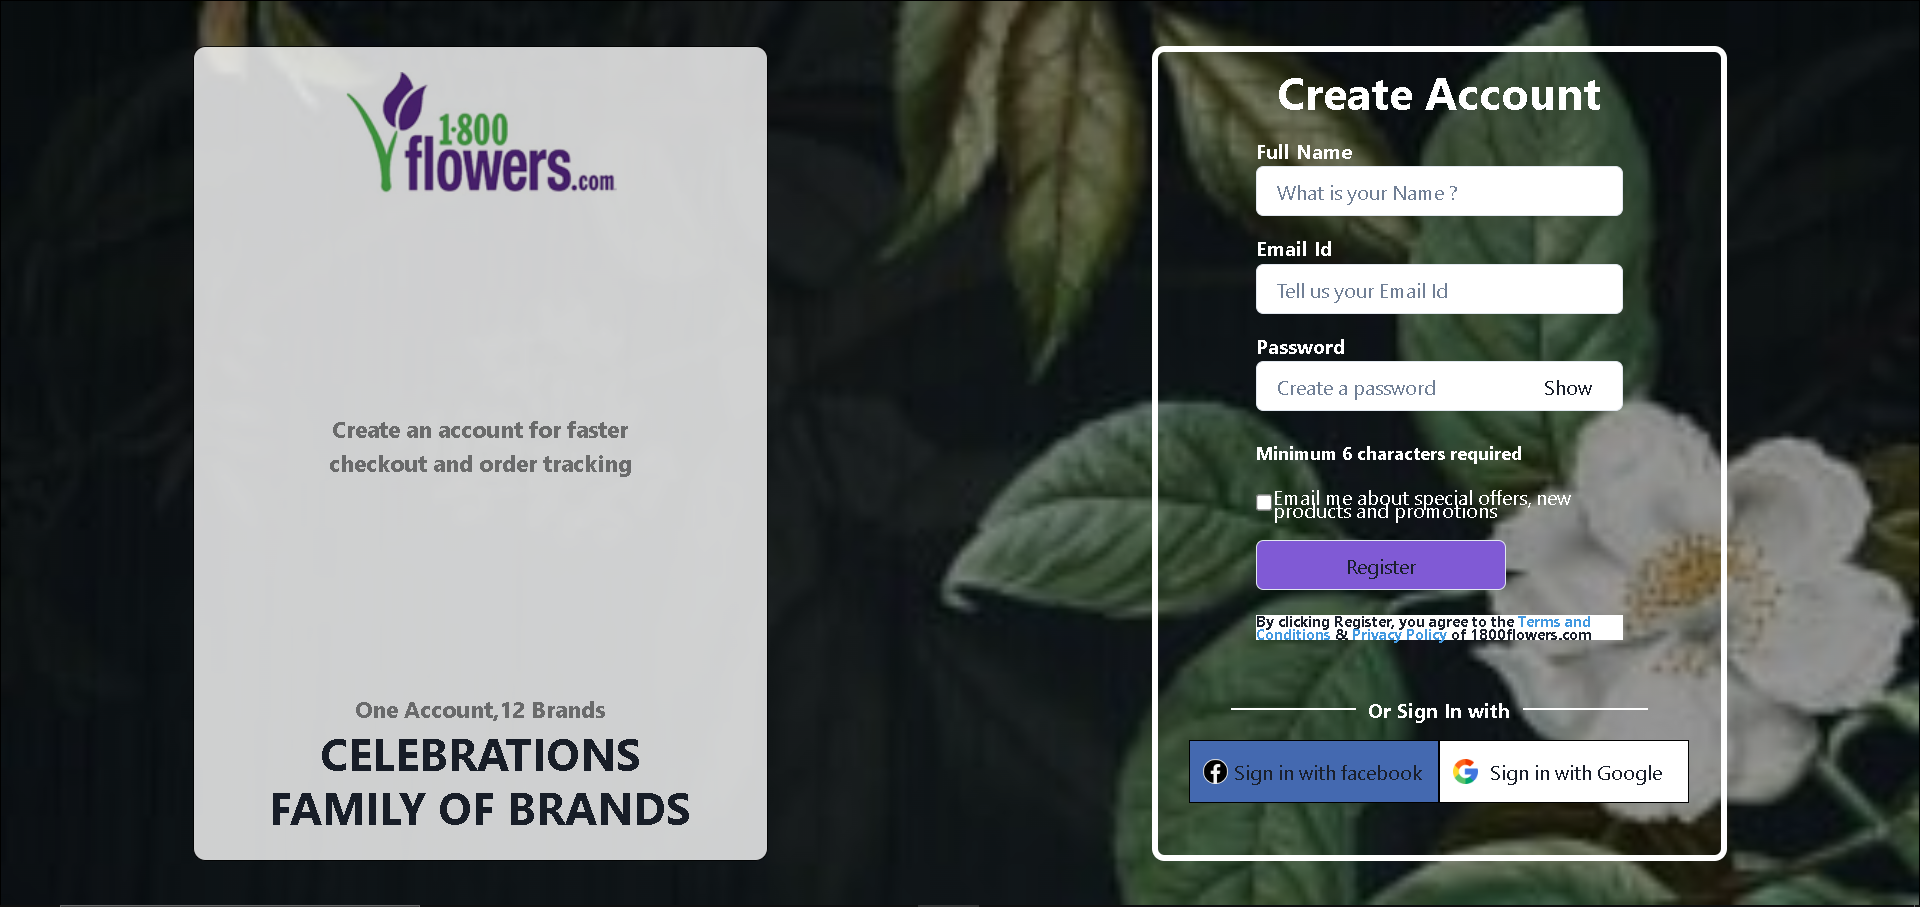 1·800
flowers.com
Create an account for faster
checkout and order tracking
One Account,12 Brands
CELEBRATIONS
FAMILY OF BRANDS
Create Account
Full Name
What is your Name ?
Email Id
Tell us your Email Id
Password
Create a password Show
Minimum 6 characters required
Email me about special offers, new
products and promotions
Register
By clicking Register, you agree to the Terms and
Conditions & Privacy Policy of 1800flowers.com
Or Sign In with
Sign in with facebook Sign in with Google